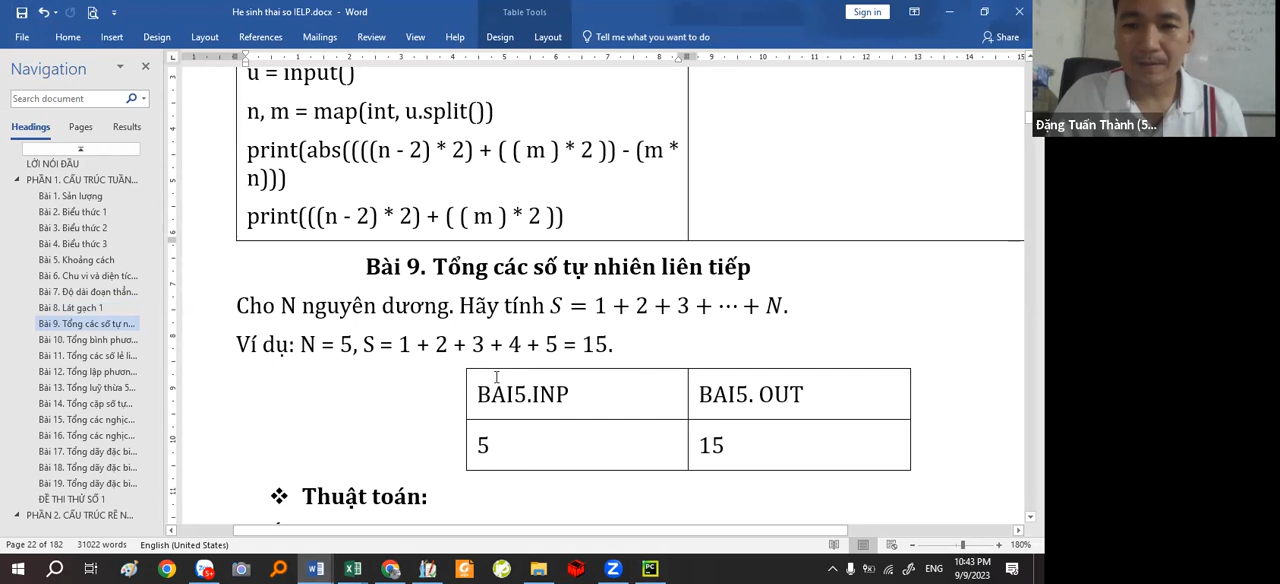 He sinh thai so IELP.docx - Word
Table Tools
Sign in
File Home Insert Design Layout References Mailings Review View Help Design Layout Tell me what you want to do Share
Navigation
Search document
Headings Pages Results
LỜI NÓI ĐẦU
PHẦN 1. CẤU TRÚC TUẦN...
Bài 1. Sản lượng
Bài 2. Biểu thức 1
Bài 3. Biểu thức 2
Bài 4. Biểu thức 3
Bài 5. Khoảng cách
Bài 6. Chu vi và diện tíc...
Bài 7. Độ dài đoạn thẳn...
Bài 8. Lát gạch 1
Bài 9. Tổng các số tự n...
Bài 10. Tổng bình phươ...
Bài 11. Tổng các số lẻ li...
Bài 12. Tổng lập phươn...
Bài 13. Tổng luỹ thừa 5...
Bài 14. Tổng cặp số tự...
Bài 15. Tổng các nghịc...
Bài 16. Tổng các nghịc...
Bài 17. Tổng dãy đặc bi...
Bài 18. Tổng dãy đặc bi...
Bài 19. Tổng dãy đặc bi...
ĐỀ THI THỬ SỐ 1
PHẦN 2. CẤU TRÚC RẼ N...
u = input()
n, m = map(int, u.split())
print(abs((((n - 2) * 2) + ( ( m ) * 2 )) - (m *
n)))
print(((n - 2) * 2) + ( ( m ) * 2 ))
Bài 9. Tổng các số tự nhiên liên tiếp
Cho N nguyên dương. Hãy tính S = 1 + 2 + 3 + ⋯ + N.
Ví dụ: N = 5, S = 1 + 2 + 3 + 4 + 5 = 15.
BAI5.INP BAI5. OUT
5 15
❖ Thuật toán:
Đặng Tuấn Thành (5...
Page 22 of 182 31022 words English (United States) 180%
ENG
10:43 PM
9/9/2023